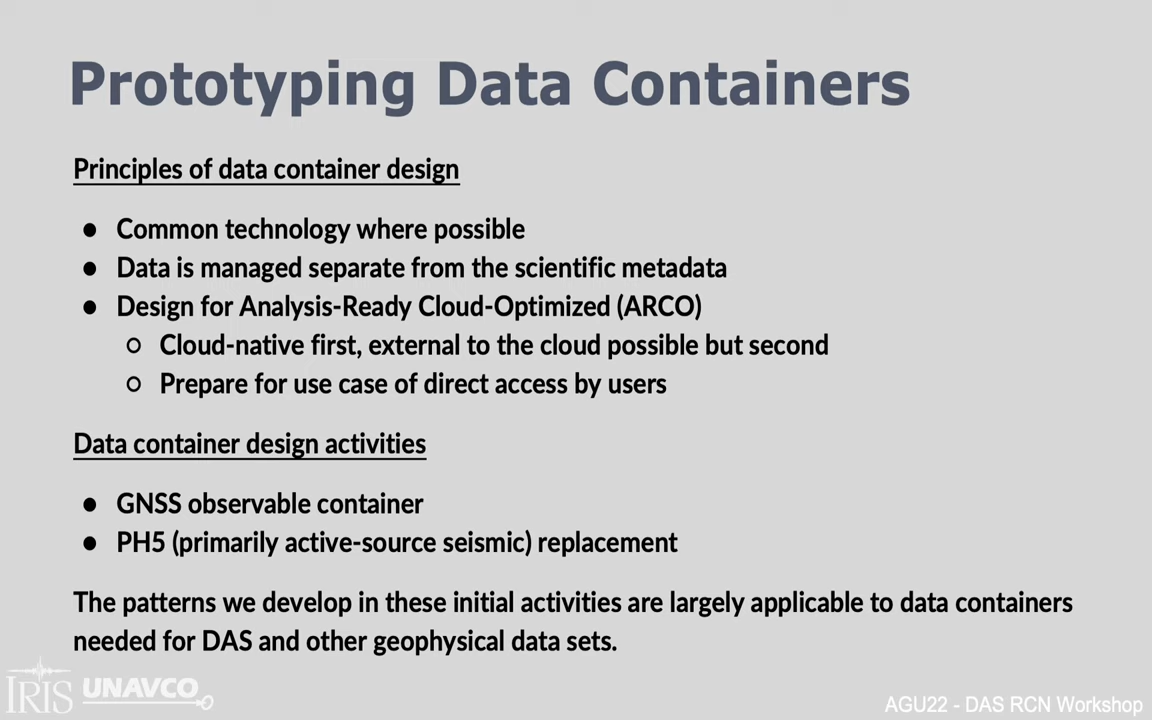 Prototyping Data Containers
Principles of data container design
● Common technology where possible
● Data is managed separate from the scientific metadata
● Design for Analysis-Ready Cloud-Optimized (ARCO)
○ Cloud-native first, external to the cloud possible but second
○ Prepare for use case of direct access by users
Data container design activities
● GNSS observable container
● PH5 (primarily active-source seismic) replacement
The patterns we develop in these initial activities are largely applicable to data containers
needed for DAS and other geophysical data sets.
IRIS UNAVCO
AGU22 - DAS RCN Workshop